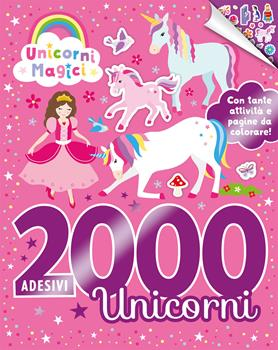 Unicorni
Magici
Con tante
attività e
pagine da
colorare!
2000
ADESIVI
Unicorni